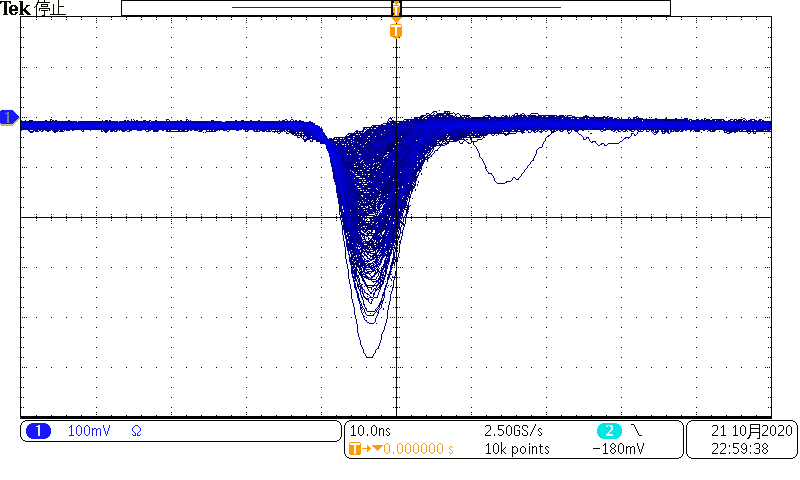 Tek 停止
T
T
1
1 100mV Ω
10.0ns 2.50GS/s 2
T→▼0.000000 s 10k points −180mV
21 10月2020
22:59:38